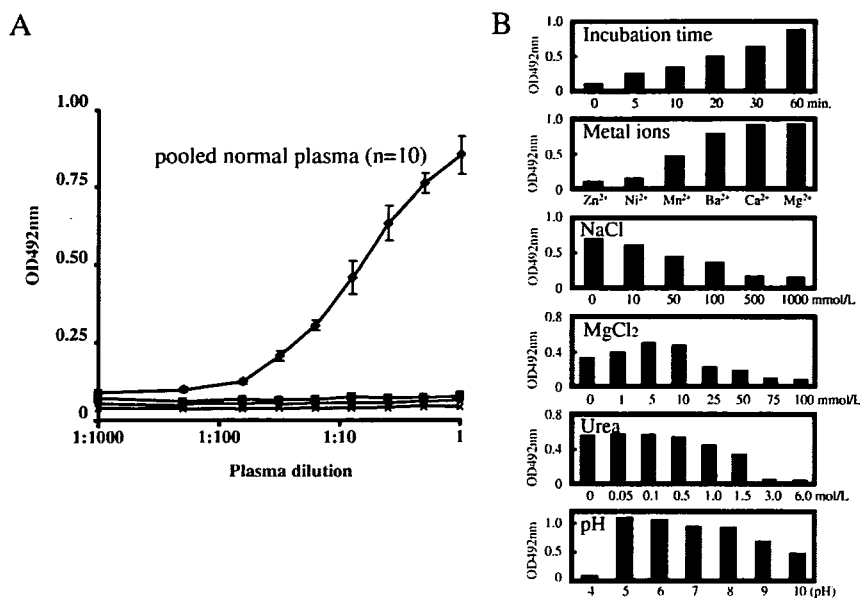 A
1.00
0.75
0.50
0.25
0
OD492nm
pooled normal plasma (n=10)
1:1000 1:100 1:10 1
Plasma dilution
B
Incubation time
OD492nm
1.0
0.5
0
0 5 10 20 30 60 min.
Metal ions
OD492nm
1.0
0.5
0
Zn²⁺ Ni²⁺ Mn²⁺ Ba²⁺ Ca²⁺ Mg²⁺
NaCl
OD492nm
1.0
0.5
0
0 10 50 100 500 1000 mmol/L
MgCl₂
OD492nm
0.8
0.4
0
0 1 5 10 25 50 75 100 mmol/L
Urea
OD492nm
0.8
0.4
0
0 0.05 0.1 0.5 1.0 1.5 3.0 6.0 mol/L
pH
OD492nm
1.0
0.5
0
4 5 6 7 8 9 10 (pH)